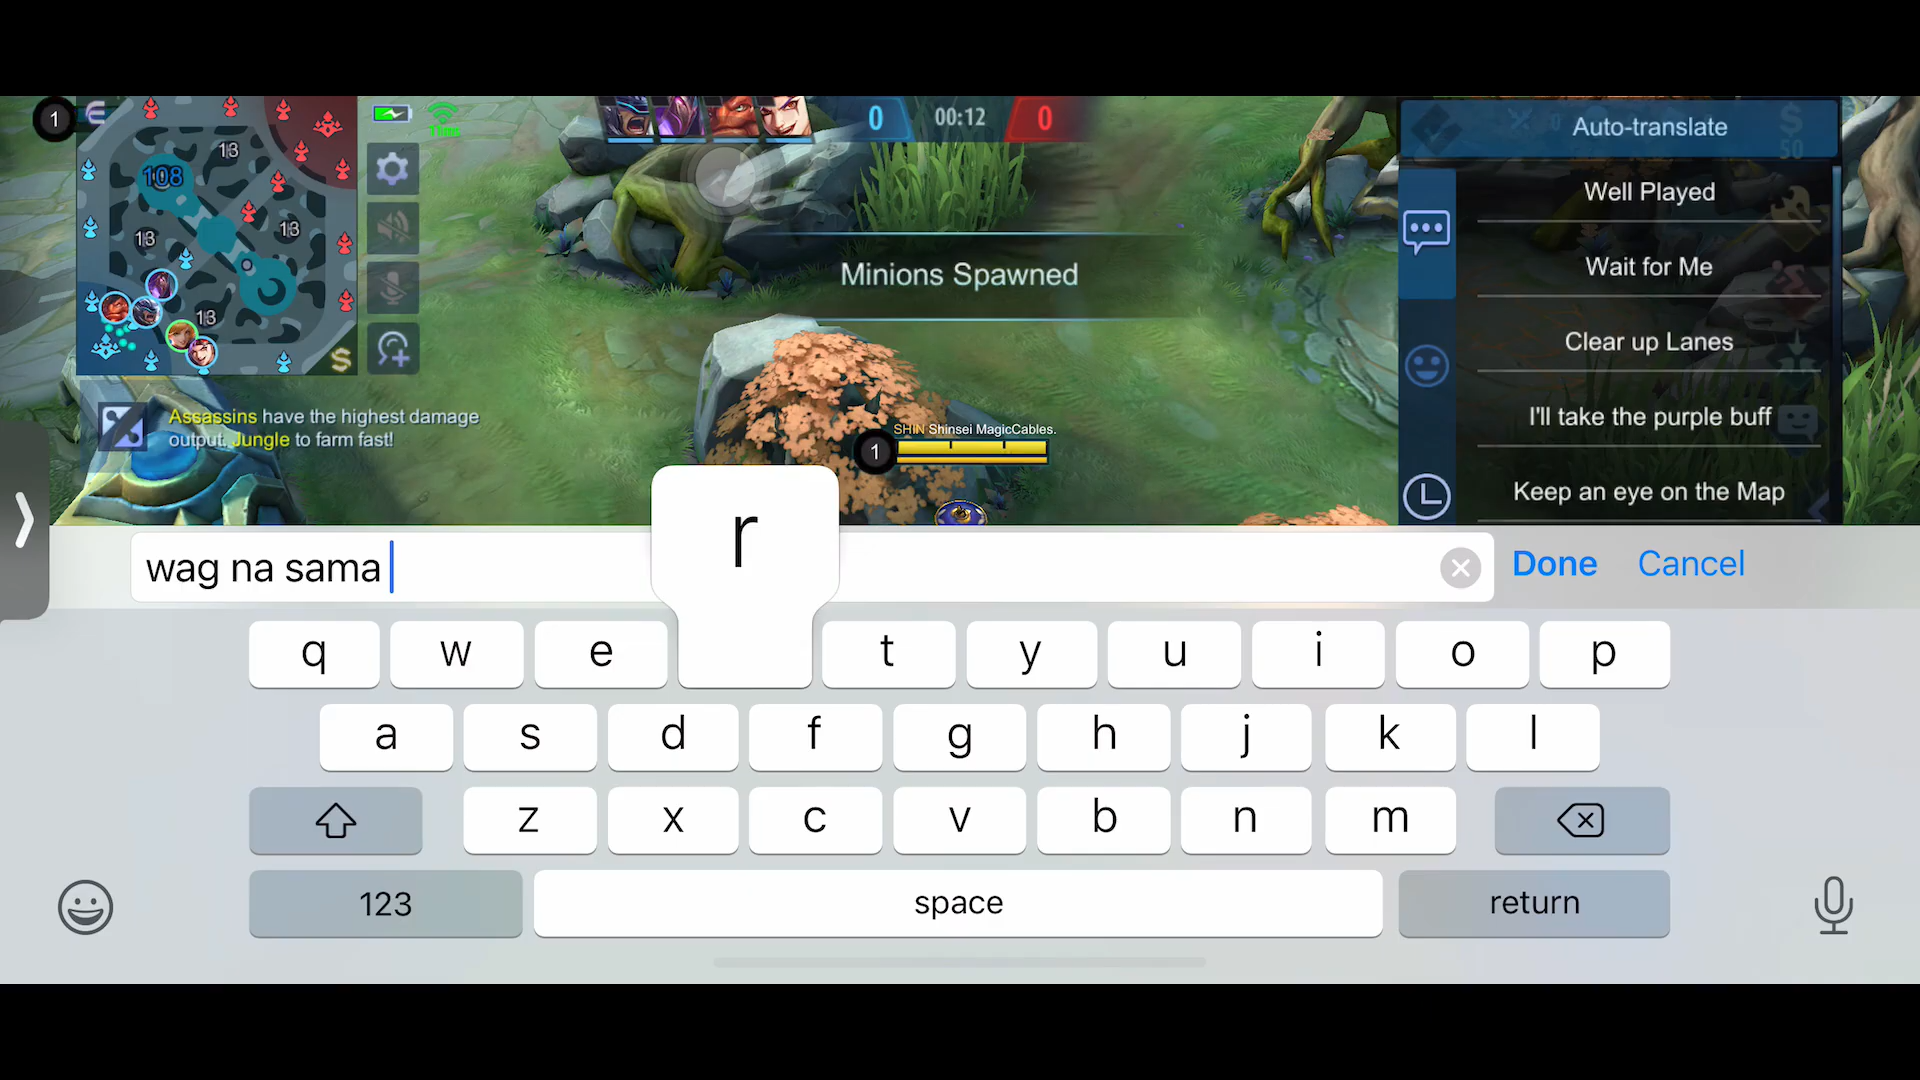 1
108
13
13
13
13
0
00:12
0
Auto-translate
50
Well Played
Wait for Me
Clear up Lanes
I'll take the purple buff
Keep an eye on the Map
Minions Spawned
Assassins have the highest damage
output. Jungle to farm fast!
SHIN Shinsei MagicCables.
1
wag na sama
Done
Cancel
r
q w e t y u i o p
a s d f g h j k l
z x c v b n m
123
space
return